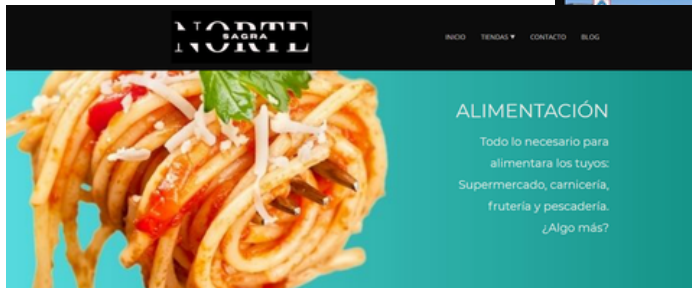 NORTE
SAGRA
INICIO TIENDAS▼ CONTACTO BLOG
ALIMENTACIÓN
Todo lo necesario para
alimentara los tuyos:
Supermercado, carnicería,
frutería y pescadería.
¿Algo más?